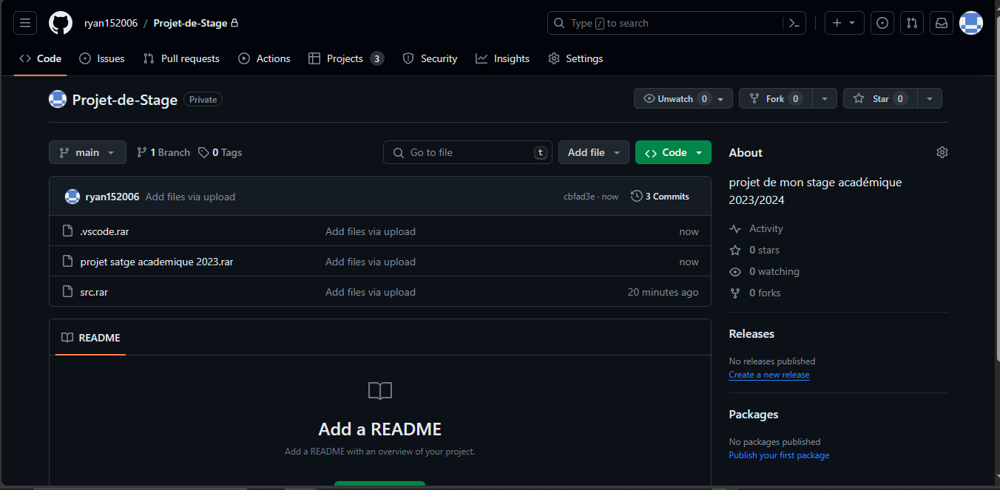 ryan152006 / Projet-de-Stage
Type / to search
Code
Issues
Pull requests
Actions
Projects 3
Security
Insights
Settings
Projet-de-Stage Private
Unwatch 0
Fork 0
Star 0
main
1 Branch
0 Tags
Go to file t
Add file
Code
ryan152006 Add files via upload cbfad3e · now 3 Commits
.vscode.rar Add files via upload now
projet satge academique 2023.rar Add files via upload now
src.rar Add files via upload 20 minutes ago
README
Add a README
Add a README with an overview of your project.
About
projet de mon stage académique
2023/2024
Activity
0 stars
0 watching
0 forks
Releases
No releases published
Create a new release
Packages
No packages published
Publish your first package